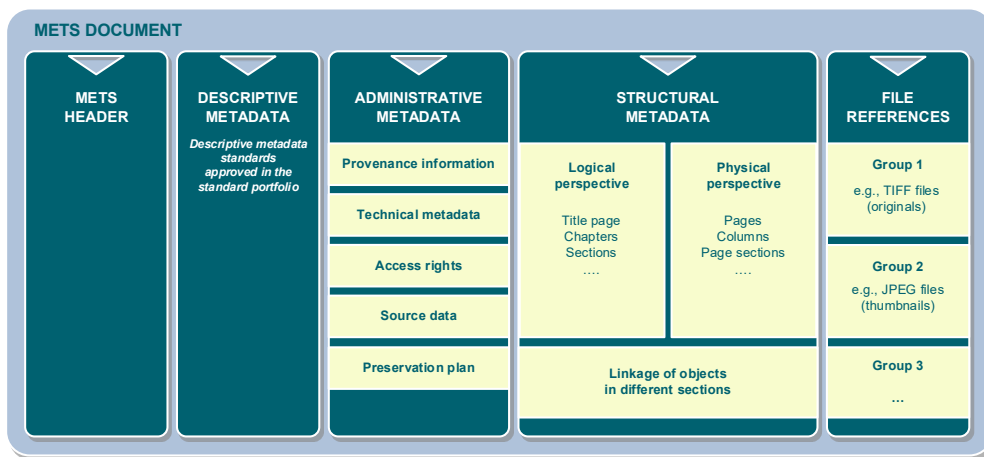 METS DOCUMENT
METS
HEADER
DESCRIPTIVE
METADATA
Descriptive metadata
standards
approved in the
standard portfolio
ADMINISTRATIVE
METADATA
Provenance information
Technical metadata
Access rights
Source data
Preservation plan
STRUCTURAL
METADATA
Logical
perspective
Title page
Chapters
Sections
....
Physical
perspective
Pages
Columns
Page sections
....
Linkage of objects
in different sections
FILE
REFERENCES
Group 1
e.g., TIFF files
(originals)
Group 2
e.g., JPEG files
(thumbnails)
Group 3
...